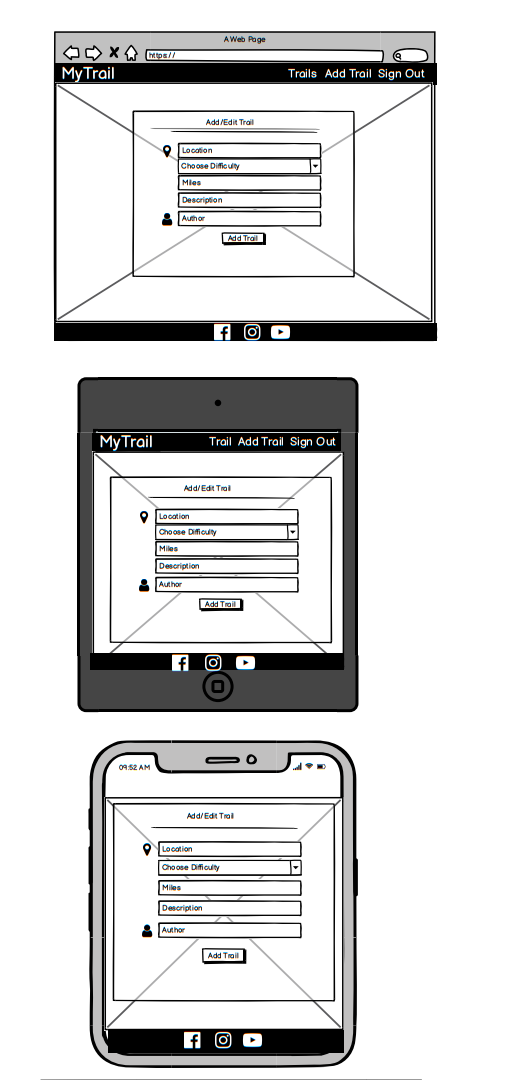 A Web Page
https://
MyTrail Trails Add Trail Sign Out
Add/Edit Trail
Location
Choose Difficulty
Miles
Description
Author
Add Trail
MyTrail Trail Add Trail Sign Out
Add/Edit Trail
Location
Choose Difficulty
Miles
Description
Author
Add Trail
09:52 AM
Add/Edit Trail
Location
Choose Difficulty
Miles
Description
Author
Add Trail